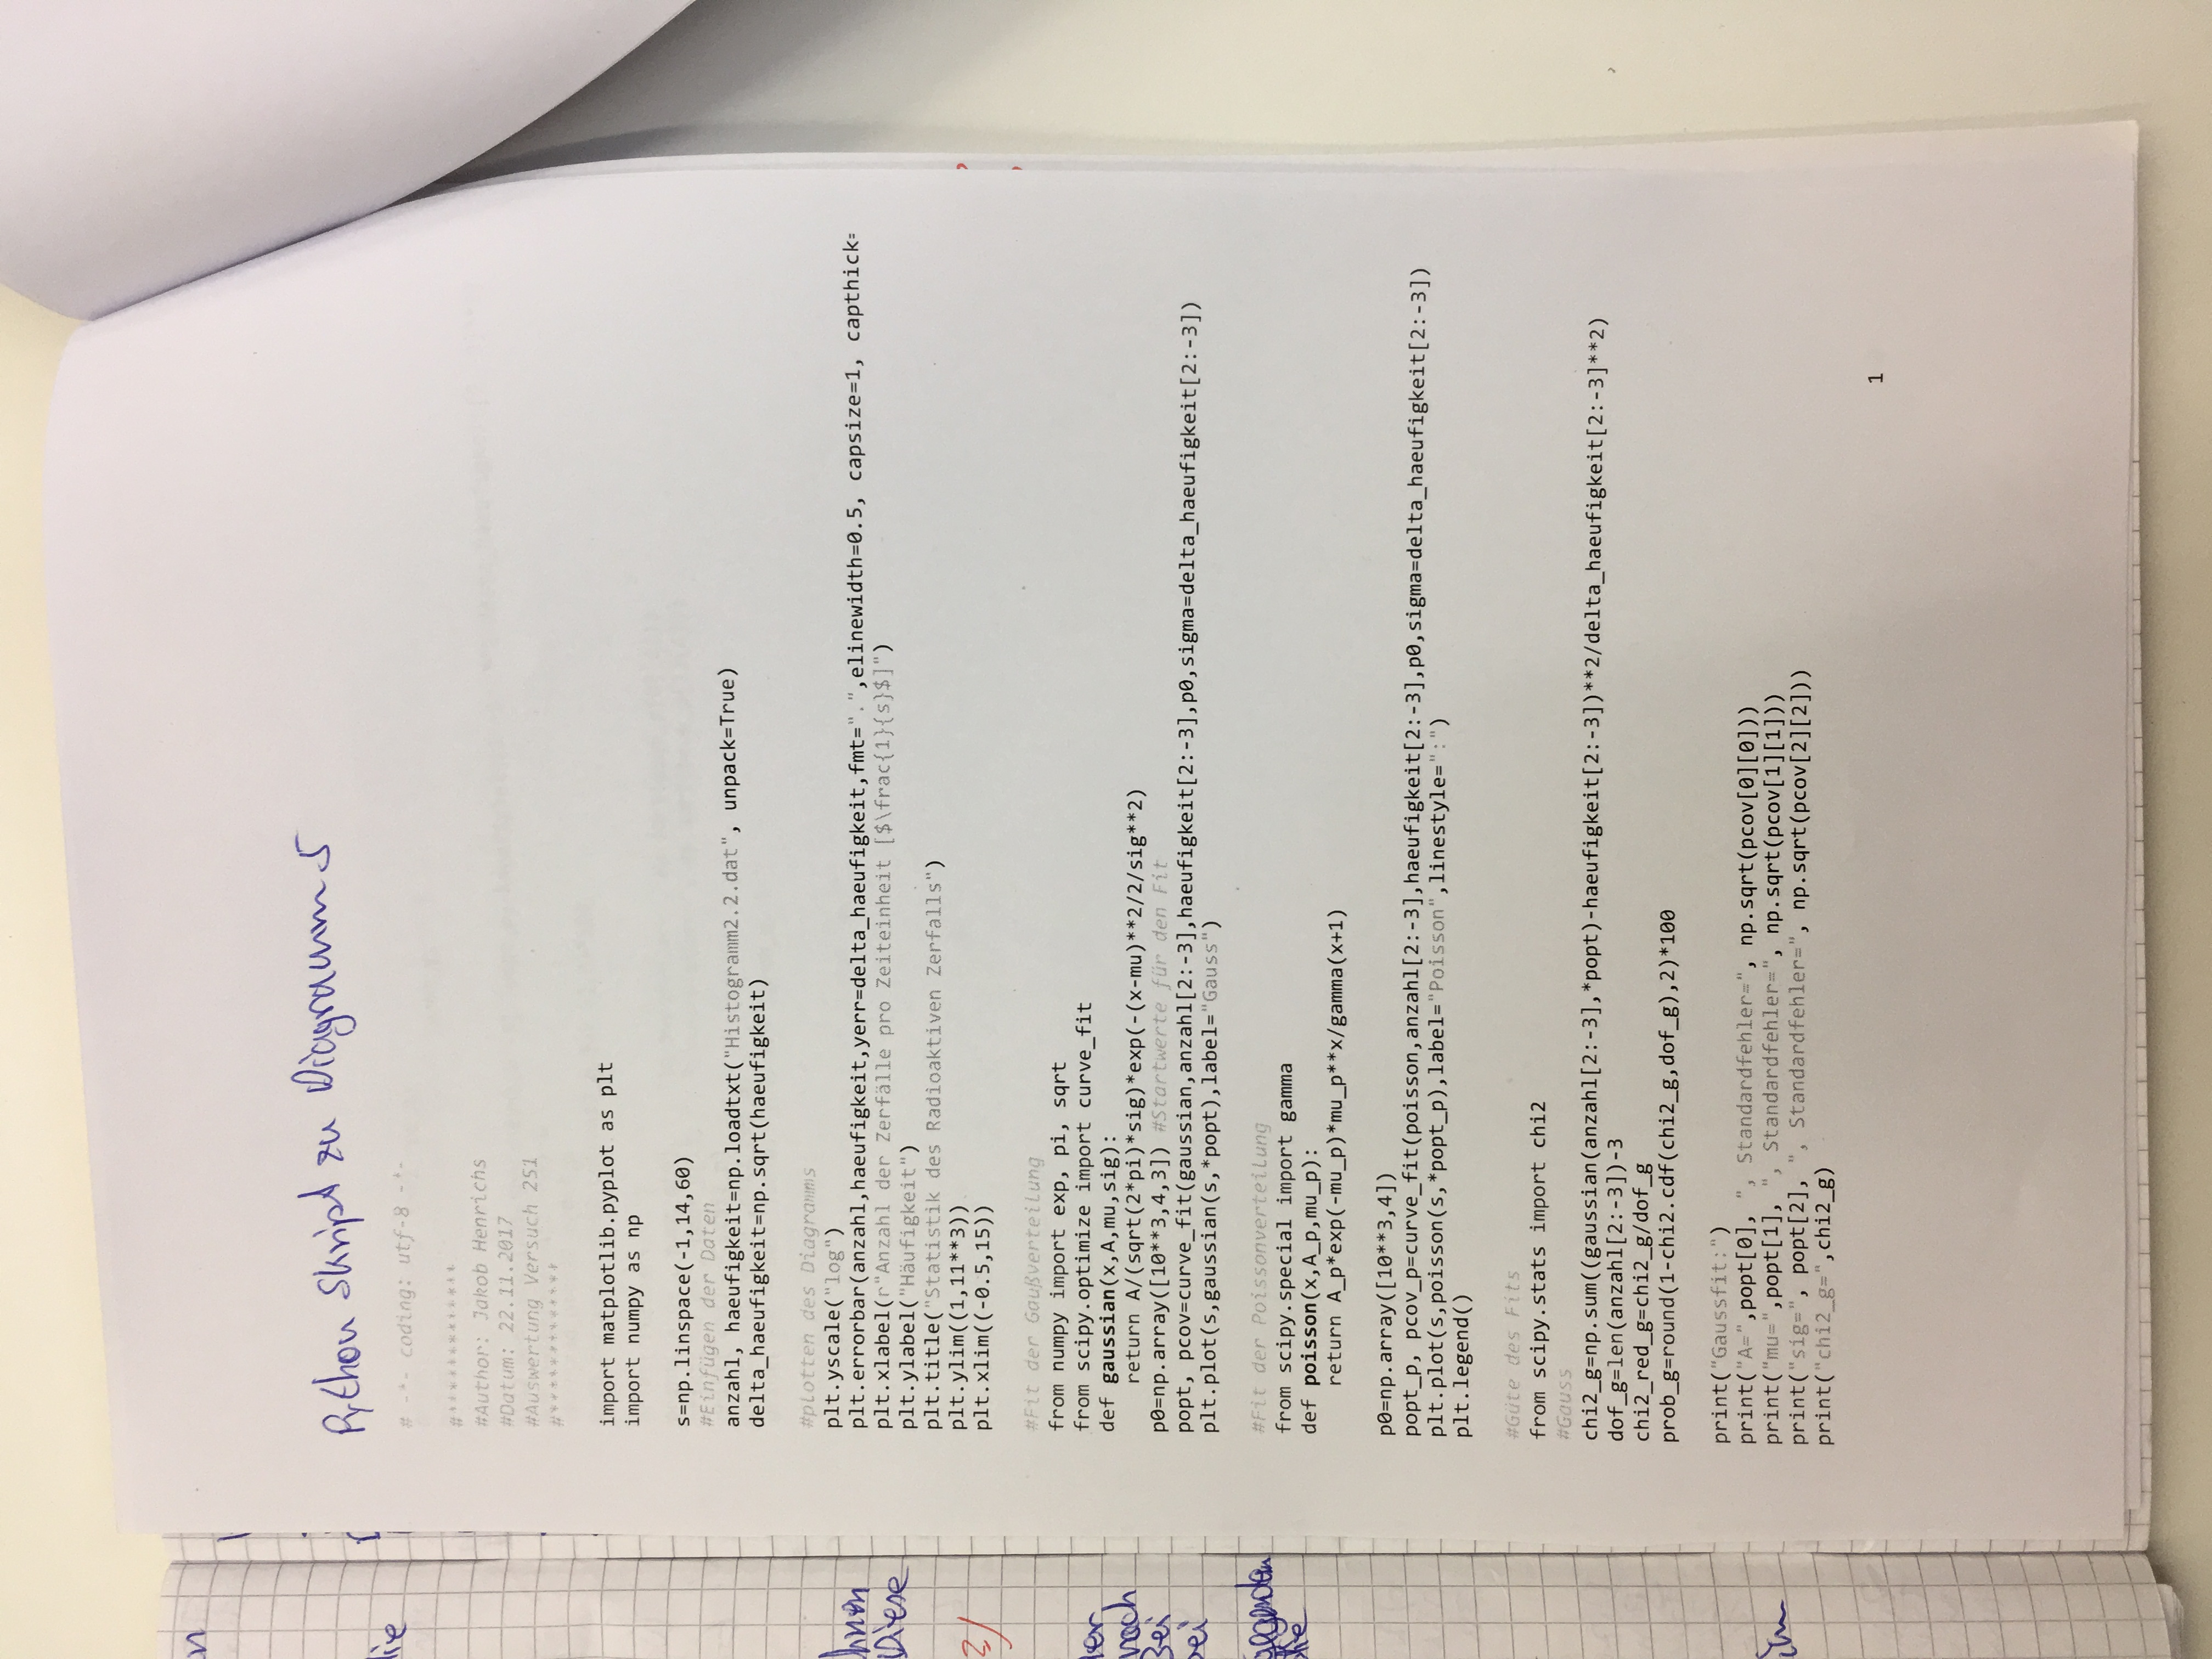 Python Skript zu Diagramm 5
# -*- coding: utf-8 -*-
#*************
#Author: Jakob Henrichs
#Datum: 22.11.2017
#Auswertung Versuch 251
#*************
import matplotlib.pyplot as plt
import numpy as np
s=np.linspace(-1,14,60)
#Einfügen der Daten
anzahl, haeufigkeit=np.loadtxt("Histogramm2.2.dat", unpack=True)
delta_haeufigkeit=np.sqrt(haeufigkeit)
#plotten des Diagramms
plt.yscale("log")
plt.errorbar(anzahl,haeufigkeit,yerr=delta_haeufigkeit,fmt=".",elinewidth=0.5, capsize=1, capthick=
plt.xlabel(r"Anzahl der Zerfälle pro Zeiteinheit [$\frac{1}{s}$]")
plt.ylabel("Häufigkeit")
plt.title("Statistik des Radioaktiven Zerfalls")
plt.ylim((1,11**3))
plt.xlim((-0.5,15))
#Fit der Gaußverteilung
from numpy import exp, pi, sqrt
from scipy.optimize import curve_fit
def gaussian(x,A,mu,sig):
    return A/(sqrt(2*pi)*sig)*exp(-(x-mu)**2/2/sig**2)
p0=np.array([10**3,4,3]) #Startwerte für den Fit
popt, pcov=curve_fit(gaussian,anzahl[2:-3],haeufigkeit[2:-3],p0,sigma=delta_haeufigkeit[2:-3])
plt.plot(s,gaussian(s,*popt),label="Gauss")
#Fit der Poissonverteilung
from scipy.special import gamma
def poisson(x,A_p,mu_p):
    return A_p*exp(-mu_p)*mu_p**x/gamma(x+1)
p0=np.array([10**3,4])
popt_p, pcov_p=curve_fit(poisson,anzahl[2:-3],haeufigkeit[2:-3],p0,sigma=delta_haeufigkeit[2:-3])
plt.plot(s,poisson(s,*popt_p),label="Poisson",linestyle=":")
plt.legend()
#Güte des Fits
from scipy.stats import chi2
#Gauss
chi2_g=np.sum((gaussian(anzahl[2:-3],*popt)-haeufigkeit[2:-3])**2/delta_haeufigkeit[2:-3]**2)
dof_g=len(anzahl[2:-3])-3
chi2_red_g=chi2_g/dof_g
prob_g=round(1-chi2.cdf(chi2_g,dof_g),2)*100
print("Gaussfit:")
print("A=",popt[0], ", Standardfehler=", np.sqrt(pcov[0][0]))
print("mu=",popt[1], ", Standardfehler=", np.sqrt(pcov[1][1]))
print("sig=", popt[2], ", Standardfehler=", np.sqrt(pcov[2][2]))
print("chi2_g=",chi2_g)
1
Diese